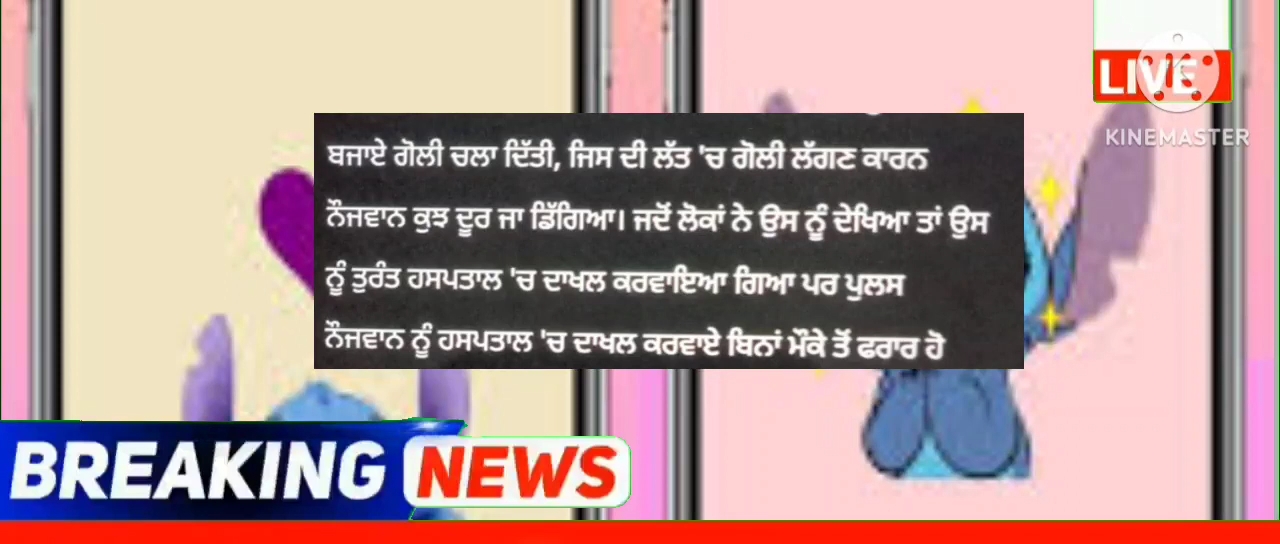 LIVE
KINEMASTER
ਬਜਾਏ ਗੋਲੀ ਚਲਾ ਦਿੱਤੀ, ਜਿਸ ਦੀ ਲੱਤ 'ਚ ਗੋਲੀ ਲੱਗਣ ਕਾਰਨ
ਨੌਜਵਾਨ ਕੁਝ ਦੂਰ ਜਾ ਡਿੱਗਿਆ। ਜਦੋਂ ਲੋਕਾਂ ਨੇ ਉਸ ਨੂੰ ਦੇਖਿਆ ਤਾਂ ਉਸ
ਨੂੰ ਤੁਰੰਤ ਹਸਪਤਾਲ 'ਚ ਦਾਖਲ ਕਰਵਾਇਆ ਗਿਆ ਪਰ ਪੁਲਸ
ਨੌਜਵਾਨ ਨੂੰ ਹਸਪਤਾਲ 'ਚ ਦਾਖਲ ਕਰਵਾਏ ਬਿਨਾਂ ਮੌਕੇ ਤੋਂ ਫਰਾਰ ਹੋ
BREAKING NEWS